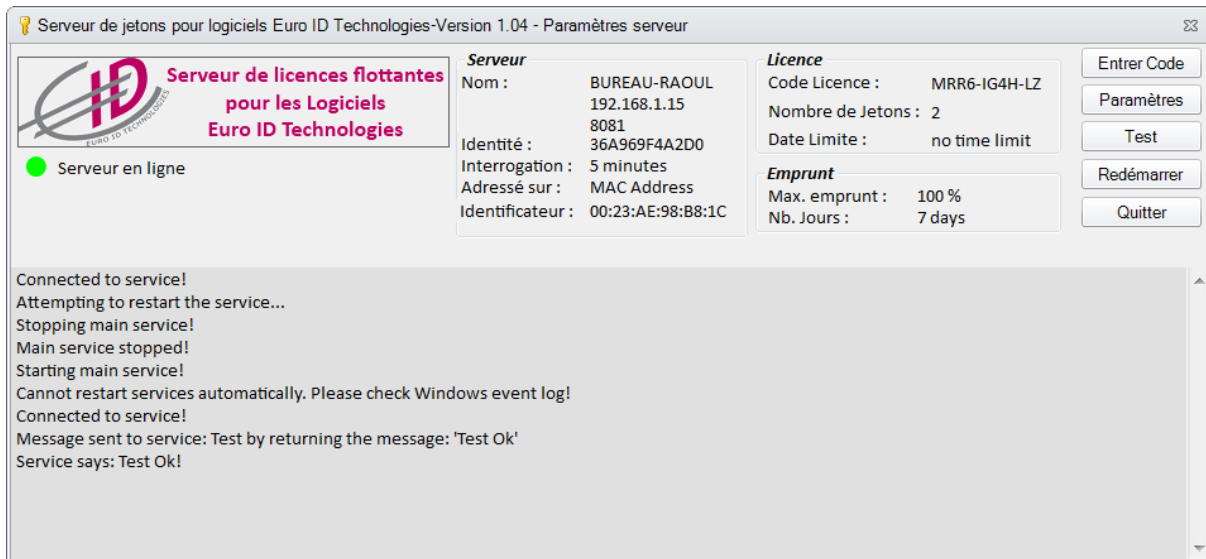 Serveur de jetons pour logiciels Euro ID Technologies-Version 1.04 - Paramètres serveur
ID
EURO ID TECHNOLOGIES
Serveur de licences flottantes
pour les Logiciels
Euro ID Technologies
Serveur en ligne
Serveur
Nom : BUREAU-RAOUL
192.168.1.15
8081
Identité : 36A969F4A2D0
Interrogation : 5 minutes
Adressé sur : MAC Address
Identificateur : 00:23:AE:98:B8:1C
Licence
Code Licence : MRR6-IG4H-LZ
Nombre de Jetons : 2
Date Limite : no time limit
Emprunt
Max. emprunt : 100 %
Nb. Jours : 7 days
Entrer Code
Paramètres
Test
Redémarrer
Quitter
Connected to service!
Attempting to restart the service...
Stopping main service!
Main service stopped!
Starting main service!
Cannot restart services automatically. Please check Windows event log!
Connected to service!
Message sent to service: Test by returning the message: 'Test Ok'
Service says: Test Ok!